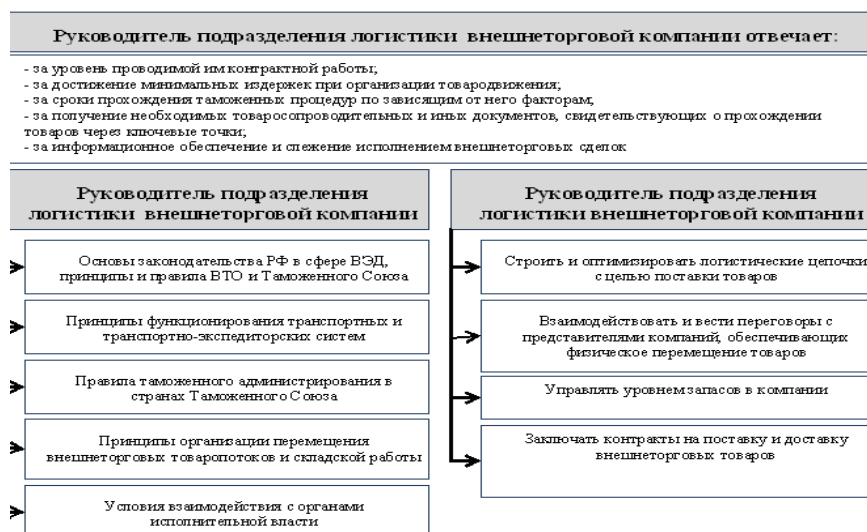 Руководитель подразделения логистики внешнеторговой компании отвечает:
- за уровень проводимой им контрактной работы;
- за достижение минимальных издержек при организации товародвижения;
- за сроки прохождения таможенных процедур по зависящим от него факторам;
- за получение необходимых товаросопроводительных и иных документов, свидетельствующих о прохождении
товаров через ключевые точки;
- за информационное обеспечение и слежение исполнением внешнеторговых сделок
Руководитель подразделения
логистики внешнеторговой компании
Основы законодательства РФ в сфере ВЭД,
принципы и правила ВТО и Таможенного Союза
Принципы функционирования транспортных и
транспортно-экспедиторских систем
Правила таможенного администрирования в
странах Таможенного Союза
Принципы организации перемещения
внешнеторговых товаропотоков и складской работы
Условия взаимодействия с органами
исполнительной власти
Руководитель подразделения
логистики внешнеторговой компании
Строить и оптимизировать логистические цепочки
с целью поставки товаров
Взаимодействовать и вести переговоры с
представителями компаний, обеспечивающих
физическое перемещение товаров
Управлять уровнем запасов в компании
Заключать контракты на поставку и доставку
внешнеторговых товаров